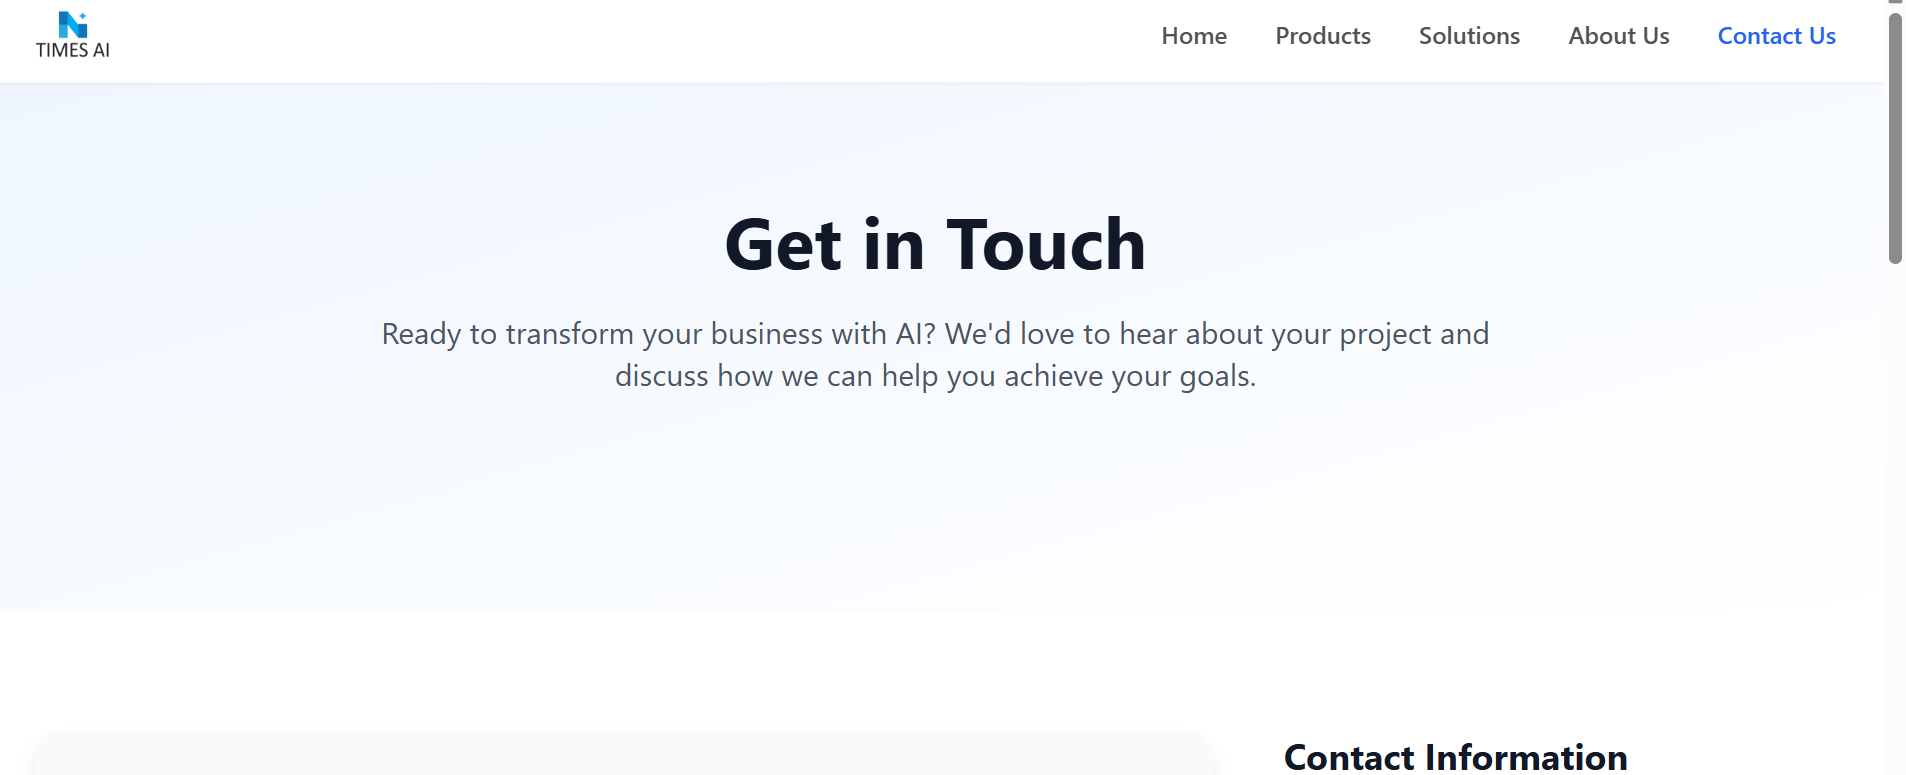 TIMES AI
Home Products Solutions About Us Contact Us
Get in Touch
Ready to transform your business with AI? We'd love to hear about your project and
discuss how we can help you achieve your goals.
Contact Information